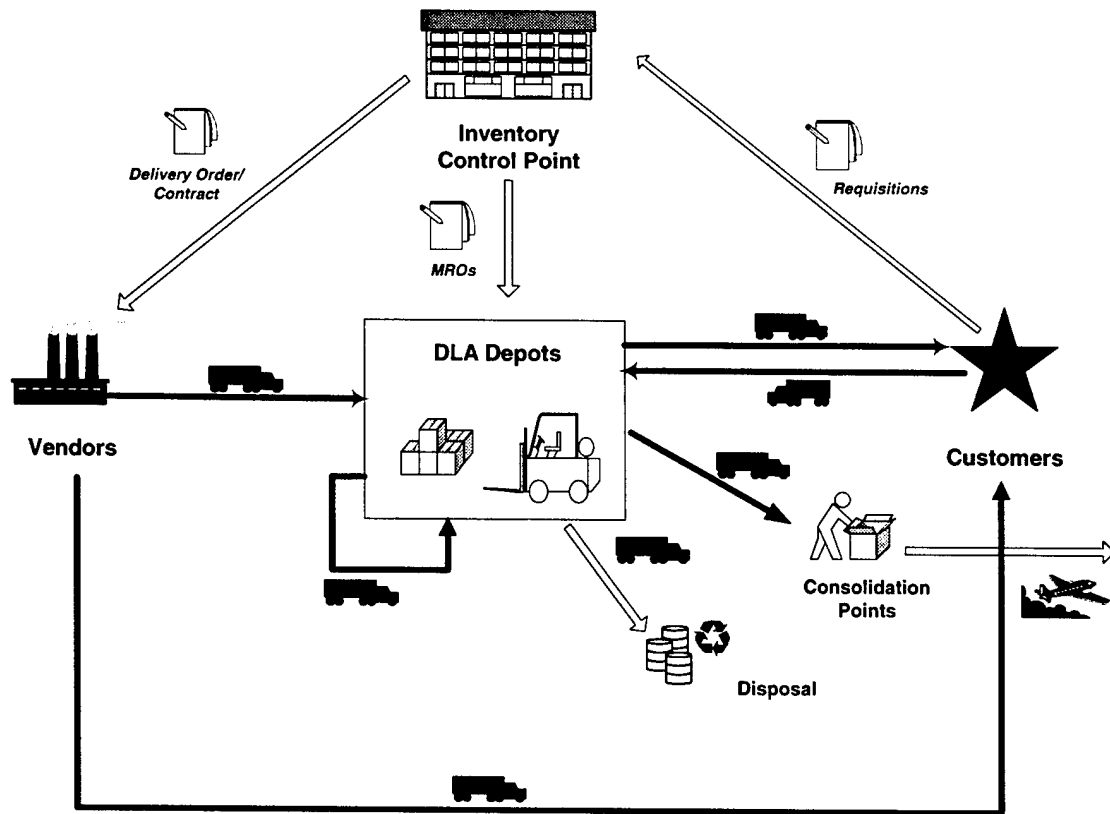 Inventory
Control Point
Delivery Order/
Contract
Requisitions
MROs
DLA Depots
Vendors
Customers
Consolidation
Points
Disposal